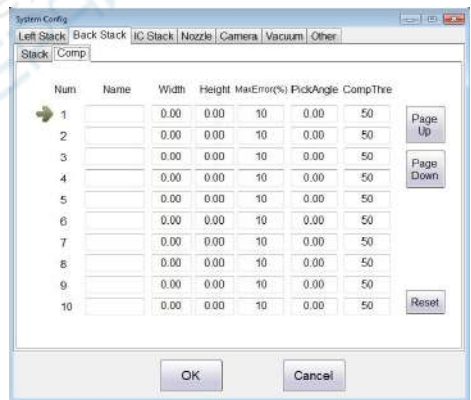 System Config
Left Stack Back Stack IC Stack Nozzle Camera Vacuum Other
Stack Comp
Num Name Width Height MaxError(%) PickAngle CompThre
1 0.00 0.00 10 0.00 50
2 0.00 0.00 10 0.00 50
3 0.00 0.00 10 0.00 50
4 0.00 0.00 10 0.00 50
5 0.00 0.00 10 0.00 50
6 0.00 0.00 10 0.00 50
7 0.00 0.00 10 0.00 50
8 0.00 0.00 10 0.00 50
9 0.00 0.00 10 0.00 50
10 0.00 0.00 10 0.00 50
Page
Up
Page
Down
Reset
OK Cancel